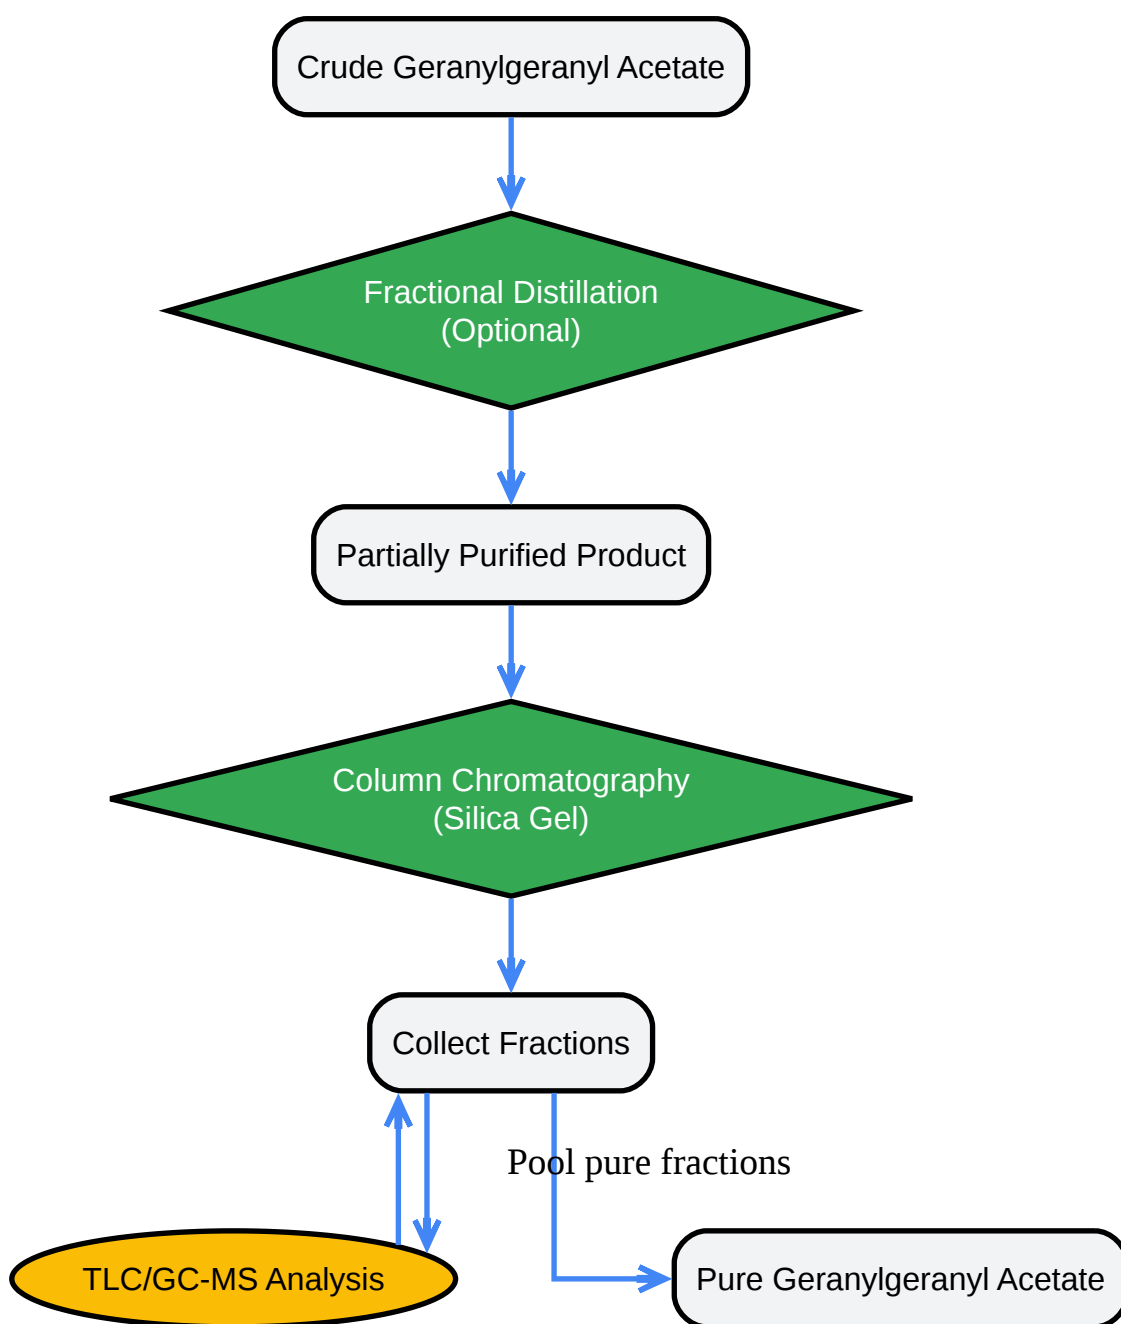 Crude Geranylgeranyl Acetate
Fractional Distillation
(Optional)
Partially Purified Product
Column Chromatography
(Silica Gel)
Collect Fractions
Pool pure fractions
TLC/GC-MS Analysis
Pure Geranylgeranyl Acetate